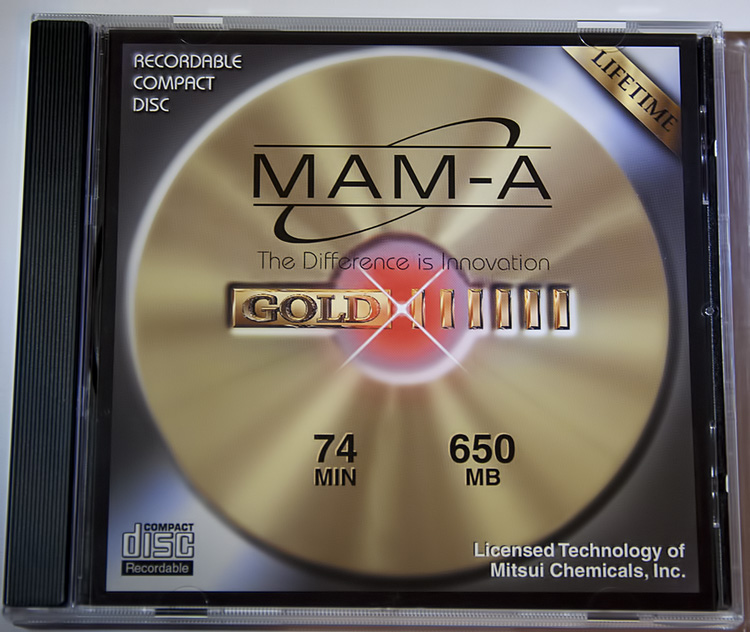 RECORDABLE
COMPACT
DISC
LIFETIME
MAM-A
The Difference is Innovation
GOLD
74
MIN
650
MB
COMPACT
disc
Recordable
Licensed Technology of
Mitsui Chemicals, Inc.